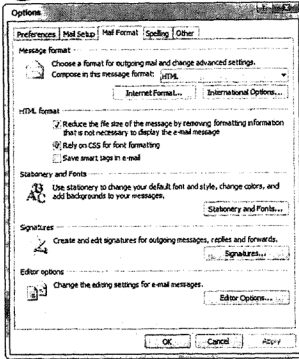 Options
Preferences Mail Setup Mail Format Spelling Other
Message format
Choose a format for outgoing mail and change advanced settings.
Compose in this message format: HTML
Internet Format... International Options...
HTML format
Reduce the file size of the message by removing formatting information
that is not necessary to display the e-mail message
Rely on CSS for font formatting
Save smart tags in e-mail
Stationery and Fonts
Use stationery to change your default font and style, change colors, and
add backgrounds to your messages.
Stationery and Fonts...
Signatures
Create and edit signatures for outgoing messages, replies and forwards.
Signatures...
Editor options
Change the editing settings for e-mail messages.
Editor Options...
OK Cancel Apply